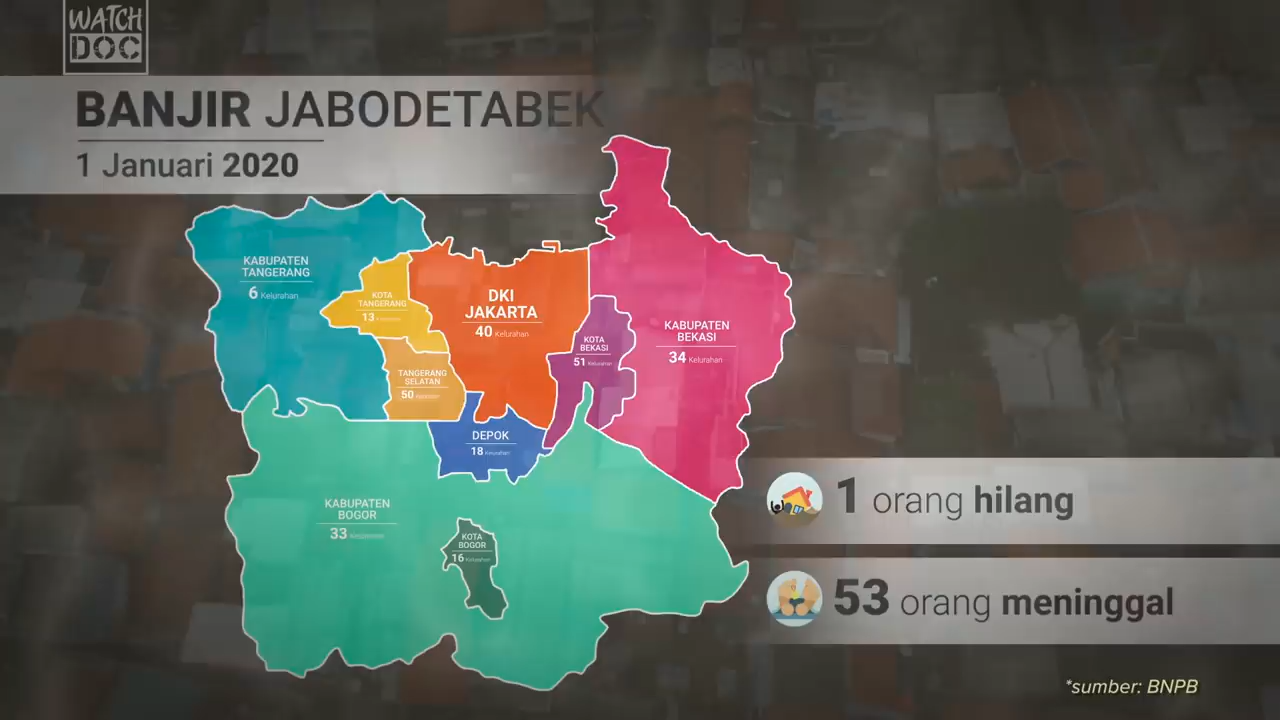 WATCH
DOC
BANJIR JABODETABEK
1 Januari 2020
KABUPATEN
TANGERANG
6 Kelurahan
KOTA
TANGERANG
13
DKI
JAKARTA
40 Kelurahan
KOTA
BEKASI
51 Kelurahan
KABUPATEN
BEKASI
34 Kelurahan
TANGERANG
SELATAN
50
DEPOK
18 Kelurahan
KABUPATEN
BOGOR
33
KOTA
BOGOR
16 Kelurahan
1 orang hilang
53 orang meninggal
*sumber: BNPB